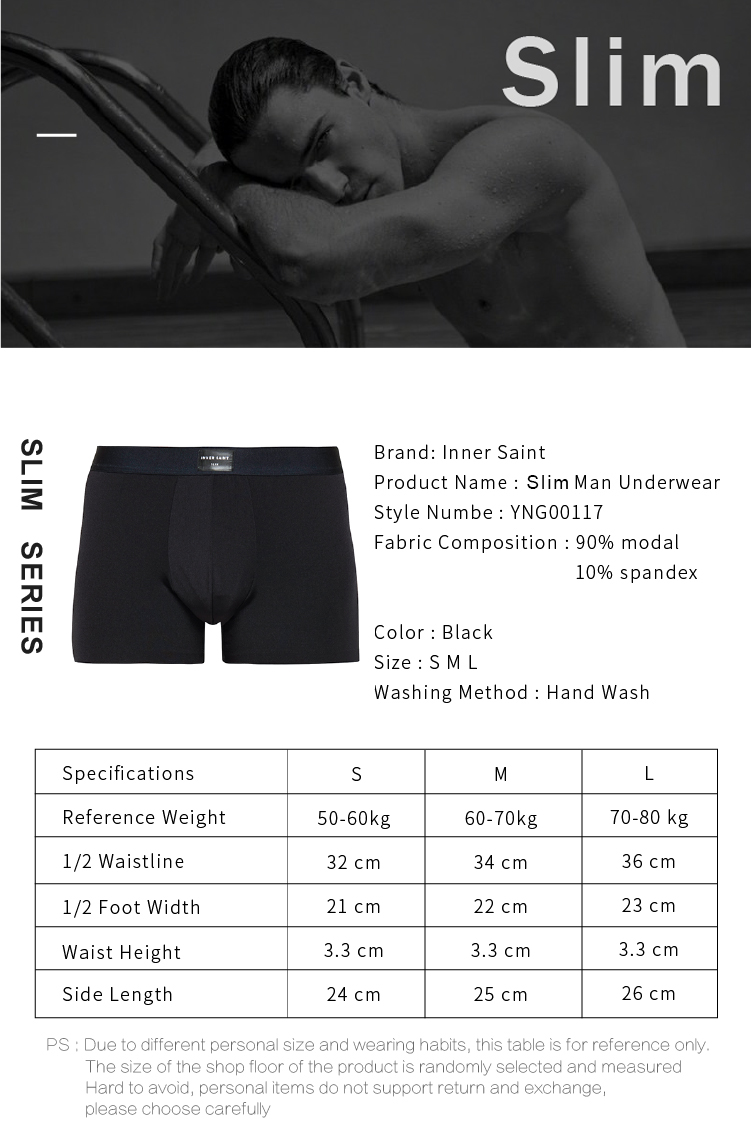 Slim
SLIM SERIES
INNER SAINT
Brand: Inner Saint
Product Name : Slim Man Underwear
Style Numbe : YNG00117
Fabric Composition : 90% modal
10% spandex
Color : Black
Size : S M L
Washing Method : Hand Wash
Specifications S M L
Reference Weight 50-60kg 60-70kg 70-80 kg
1/2 Waistline 32 cm 34 cm 36 cm
1/2 Foot Width 21 cm 22 cm 23 cm
Waist Height 3.3 cm 3.3 cm 3.3 cm
Side Length 24 cm 25 cm 26 cm
PS : Due to different personal size and wearing habits, this table is for reference only.
The size of the shop floor of the product is randomly selected and measured
Hard to avoid, personal items do not support return and exchange,
please choose carefully